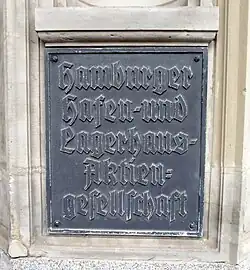 Hamburger
Hafen-und
Lagerhaus-
Aktien-
gesellschaft